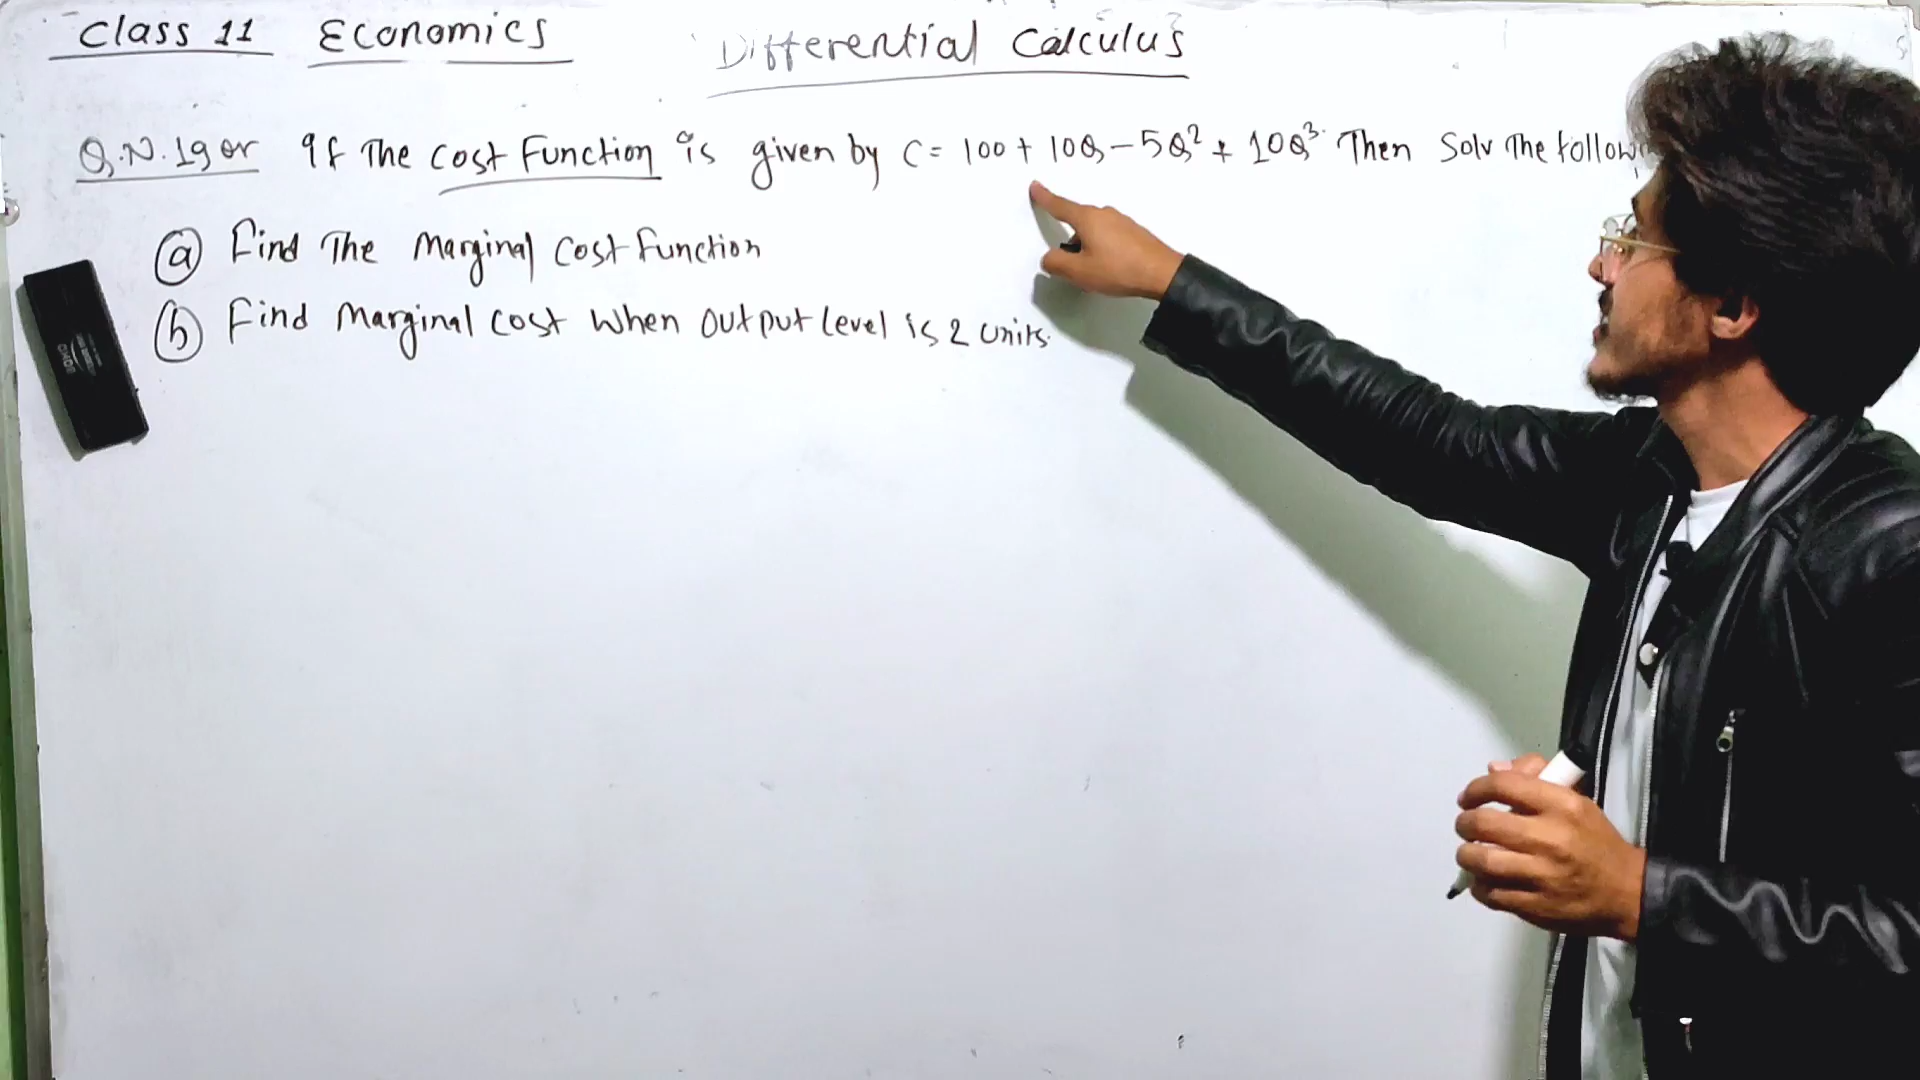 Class 11 Economics Differential Calculus
Q.N.19 or If The Cost Function is given by C = 100 + 10Q - 5Q² + 10Q³. Then Solv The follow
(a) Find The Marginal Cost Function
(b) Find Marginal Cost When Output Level is 2 Units.